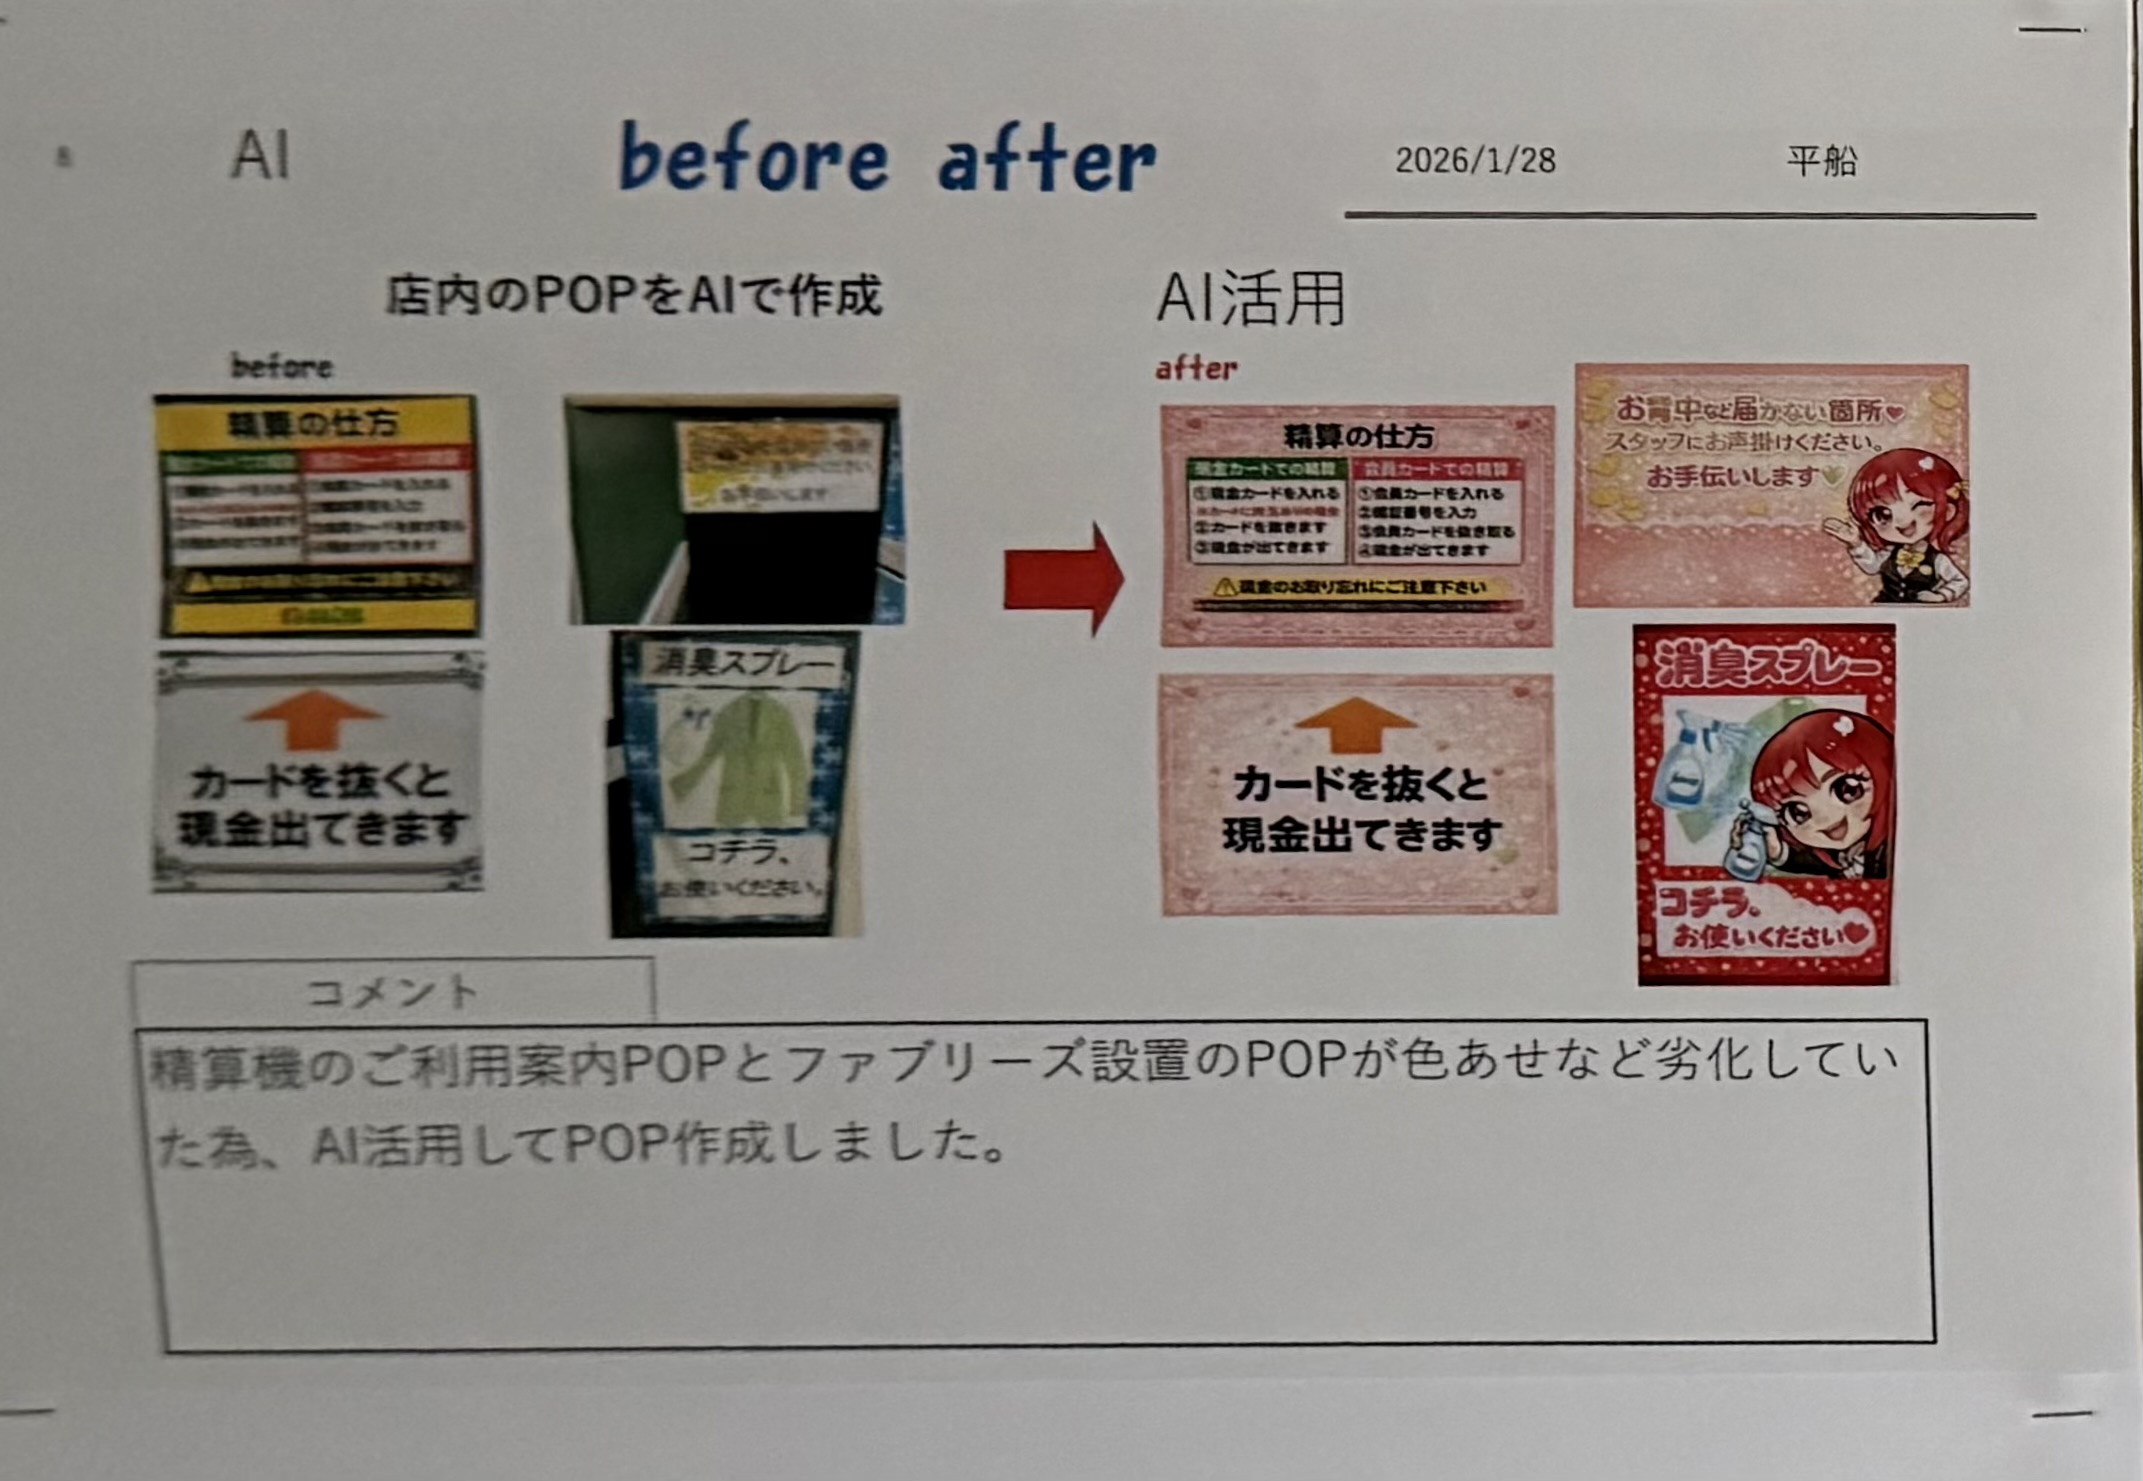 AI
before after
2026/1/28
平船
店内のPOPをAIで作成
before
精算の仕方
お手伝いします
カードを抜くと
現金出てきます
消臭スプレー
コチラ、
お使いください。
AI活用
after
精算の仕方
現金カードでの精算
①現金カードを入れる
②カードを抜きます
③現金が出てきます
会員カードでの精算
①会員カードを入れる
②暗証番号を入力
③会員カードを抜き取る
④現金が出てきます
⚠現金のお取り忘れにご注意下さい
お背中など届かない箇所♥
スタッフにお声掛けください。
お手伝いします♥
カードを抜くと
現金出てきます
消臭スプレー
コチラ、
お使いください♥
コメント
精算機のご利用案内POPとファブリーズ設置のPOPが色あせなど劣化してい
た為、AI活用してPOP作成しました。